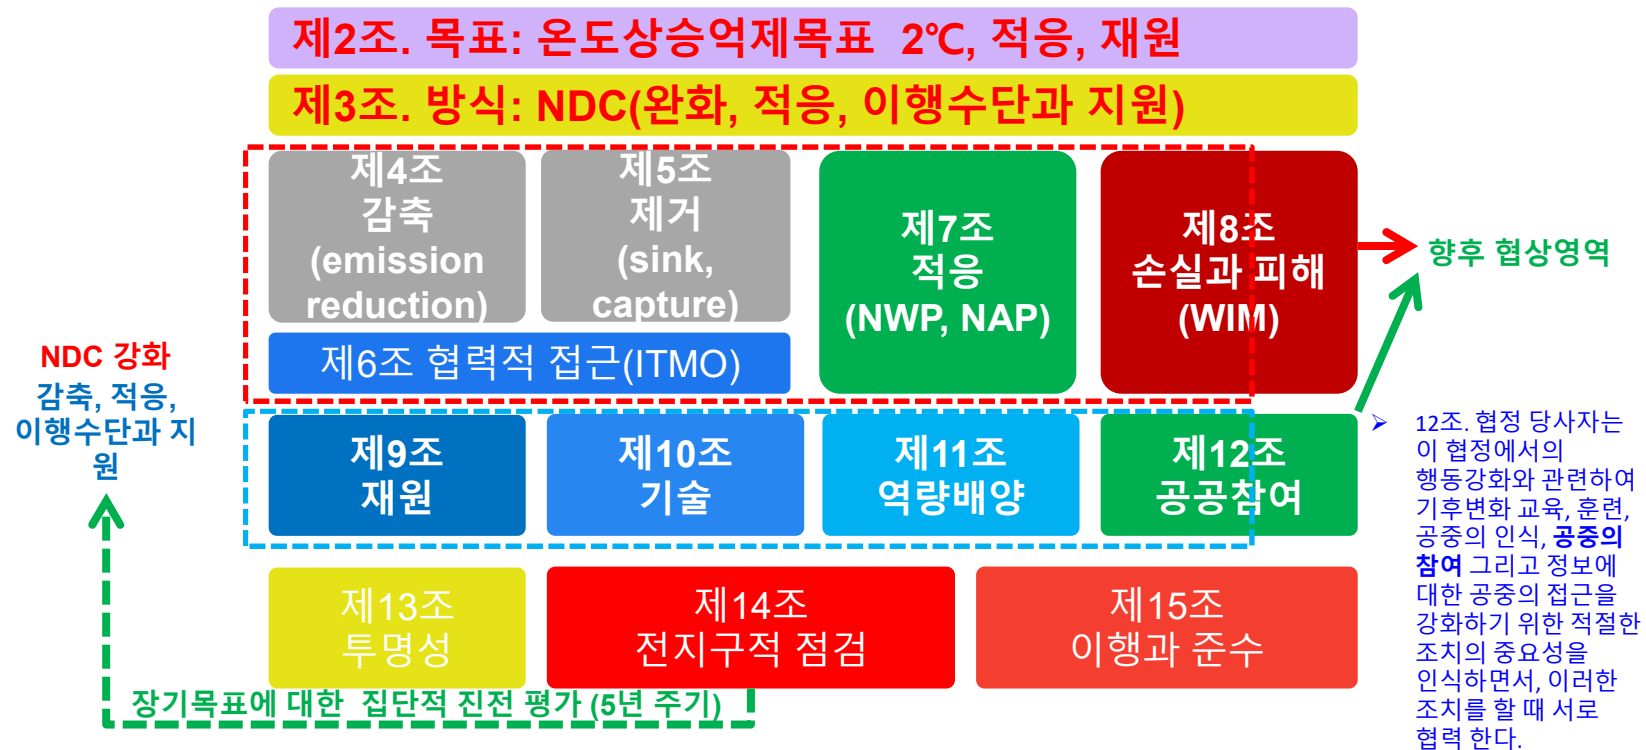 제2조. 목표: 온도상승억제목표 2℃, 적응, 재원
제3조. 방식: NDC(완화, 적응, 이행수단과 지원)
제4조
감축
(emission
reduction)
제5조
제거
(sink,
capture)
제7조
적응
(NWP, NAP)
제8조
손실과 피해
(WIM)
향후 협상영역
제6조 협력적 접근(ITMO)
NDC 강화
감축, 적응,
이행수단과 지
원
제9조
재원
제10조
기술
제11조
역량배양
제12조
공공참여
➢ 12조. 협정 당사자는
이 협정에서의
행동강화와 관련하여
기후변화 교육, 훈련,
공중의 인식, 공중의
참여 그리고 정보에
대한 공중의 접근을
강화하기 위한 적절한
조치의 중요성을
인식하면서, 이러한
조치를 할 때 서로
협력 한다.
제13조
투명성
제14조
전지구적 점검
제15조
이행과 준수
장기목표에 대한 집단적 진전 평가 (5년 주기)